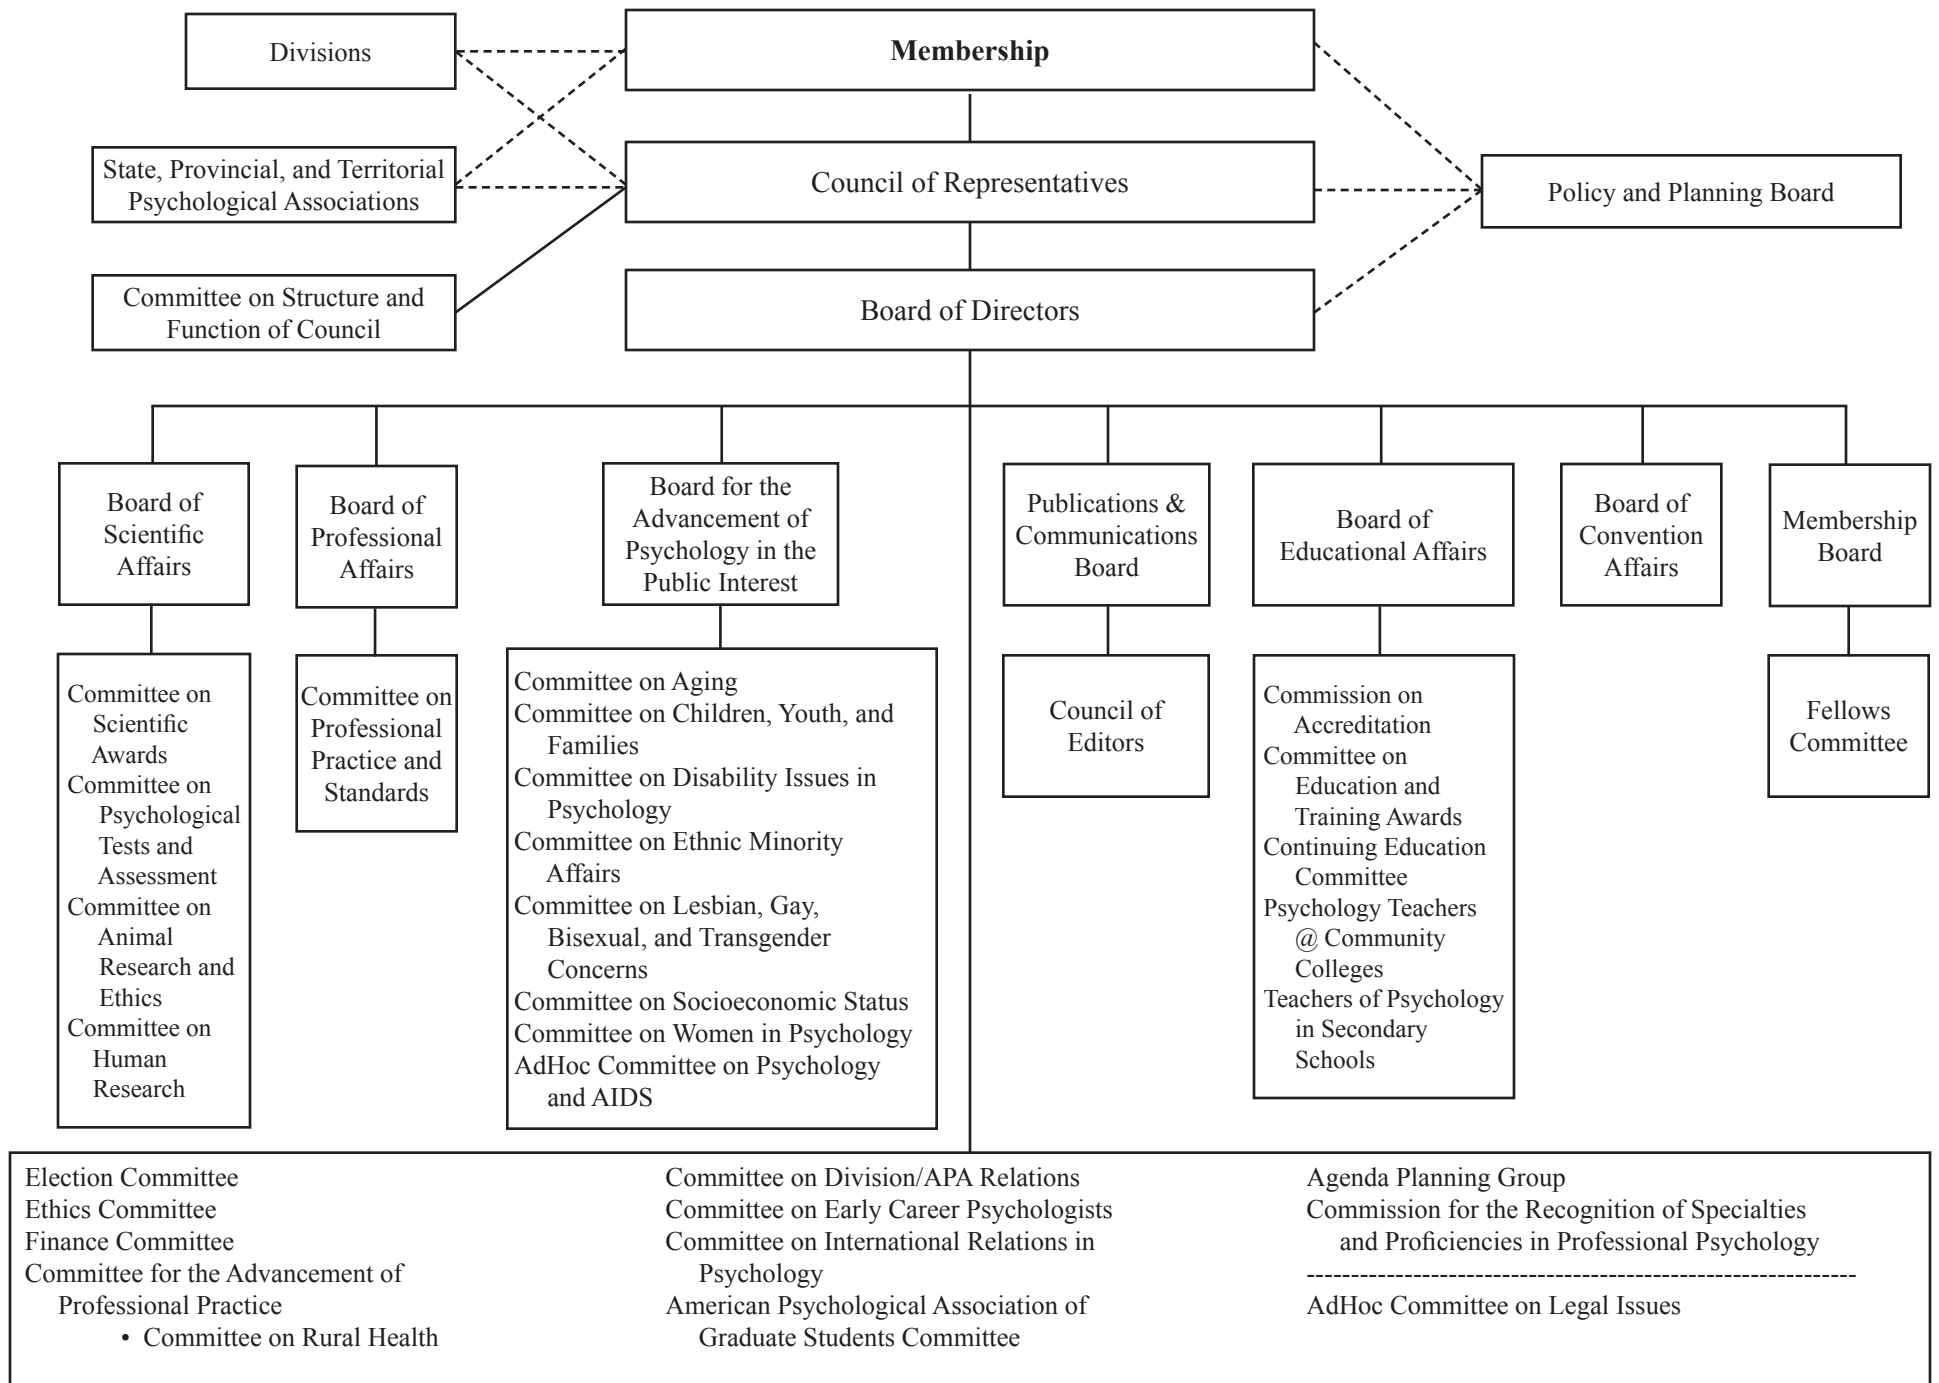 Divisions
Membership
State, Provincial, and Territorial
Psychological Associations
Council of Representatives
Policy and Planning Board
Committee on Structure and
Function of Council
Board of Directors
Board of
Scientific
Affairs
Board of
Professional
Affairs
Board for the
Advancement of
Psychology in the
Public Interest
Publications &
Communications
Board
Board of
Educational Affairs
Board of
Convention
Affairs
Membership
Board
Committee on
Scientific
Awards
Committee on
Psychological
Tests and
Assessment
Committee on
Animal
Research and
Ethics
Committee on
Human
Research
Committee on
Professional
Practice and
Standards
Committee on Aging
Committee on Children, Youth, and
Families
Committee on Disability Issues in
Psychology
Committee on Ethnic Minority
Affairs
Committee on Lesbian, Gay,
Bisexual, and Transgender
Concerns
Committee on Socioeconomic Status
Committee on Women in Psychology
AdHoc Committee on Psychology
and AIDS
Council of
Editors
Commission on
Accreditation
Committee on
Education and
Training Awards
Continuing Education
Committee
Psychology Teachers
@ Community
Colleges
Teachers of Psychology
in Secondary
Schools
Fellows
Committee
Election Committee
Ethics Committee
Finance Committee
Committee for the Advancement of
Professional Practice
• Committee on Rural Health
Committee on Division/APA Relations
Committee on Early Career Psychologists
Committee on International Relations in
Psychology
American Psychological Association of
Graduate Students Committee
Agenda Planning Group
Commission for the Recognition of Specialties
and Proficiencies in Professional Psychology
AdHoc Committee on Legal Issues